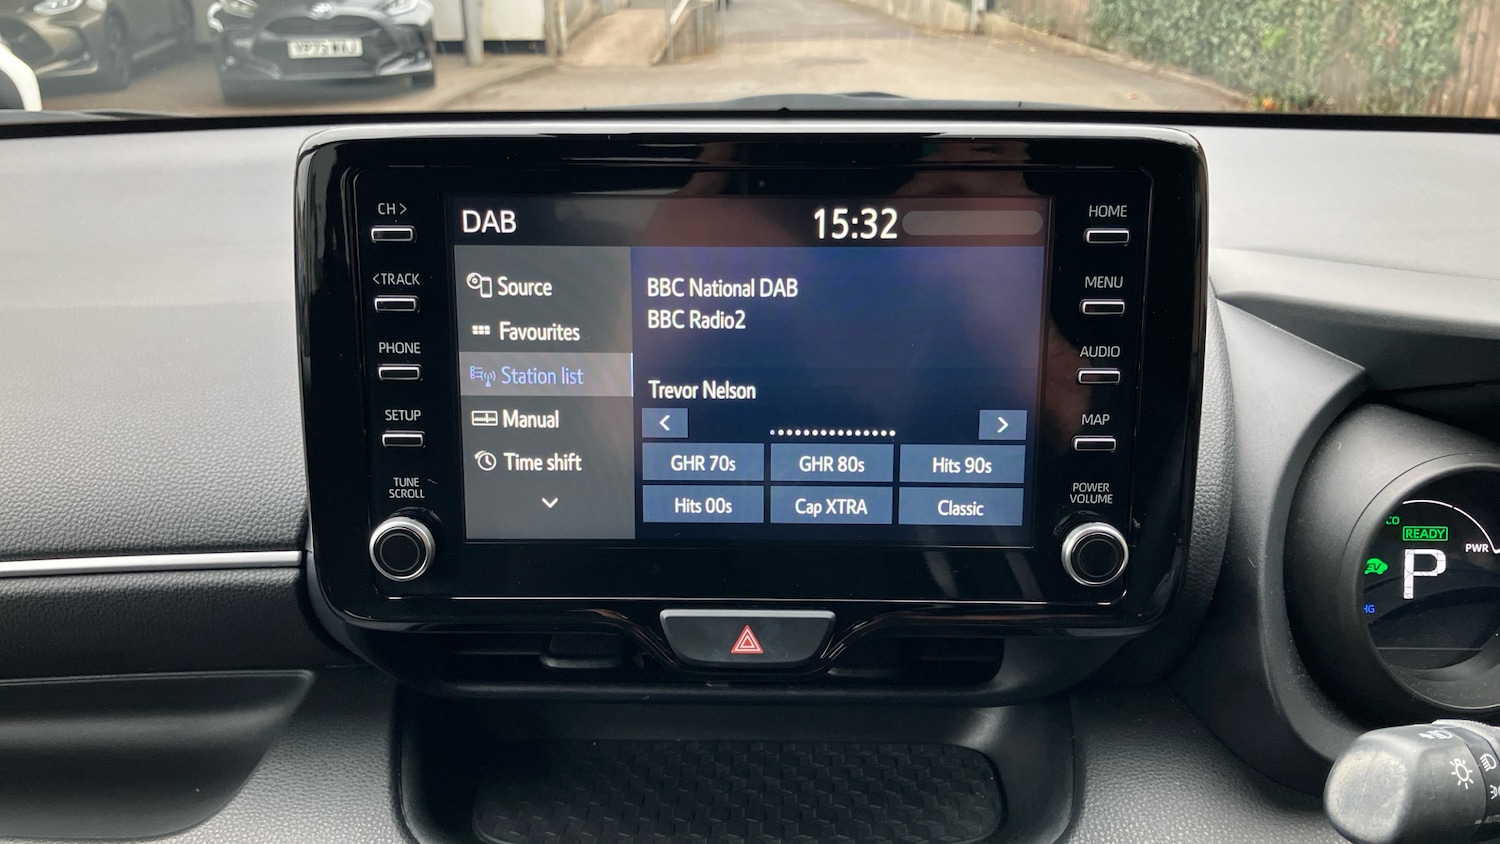 CH >
< TRACK
PHONE
SETUP
TUNE
SCROLL
DAB
15:32
Source
Favourites
Station list
Manual
Time shift
BBC National DAB
BBC Radio2
Trevor Nelson
<
>
GHR 70s
GHR 80s
Hits 90s
Hits 00s
Cap XTRA
Classic
HOME
MENU
AUDIO
MAP
POWER
VOLUME
READY
PWR
EV
P